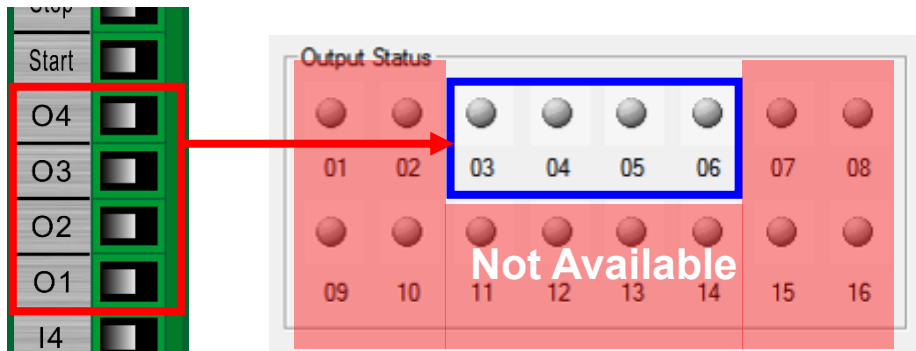 Stop
Start
O4
O3
O2
O1
I4
Output Status
01 02 03 04 05 06 07 08
09 10 11 12 13 14 15 16
Not Available